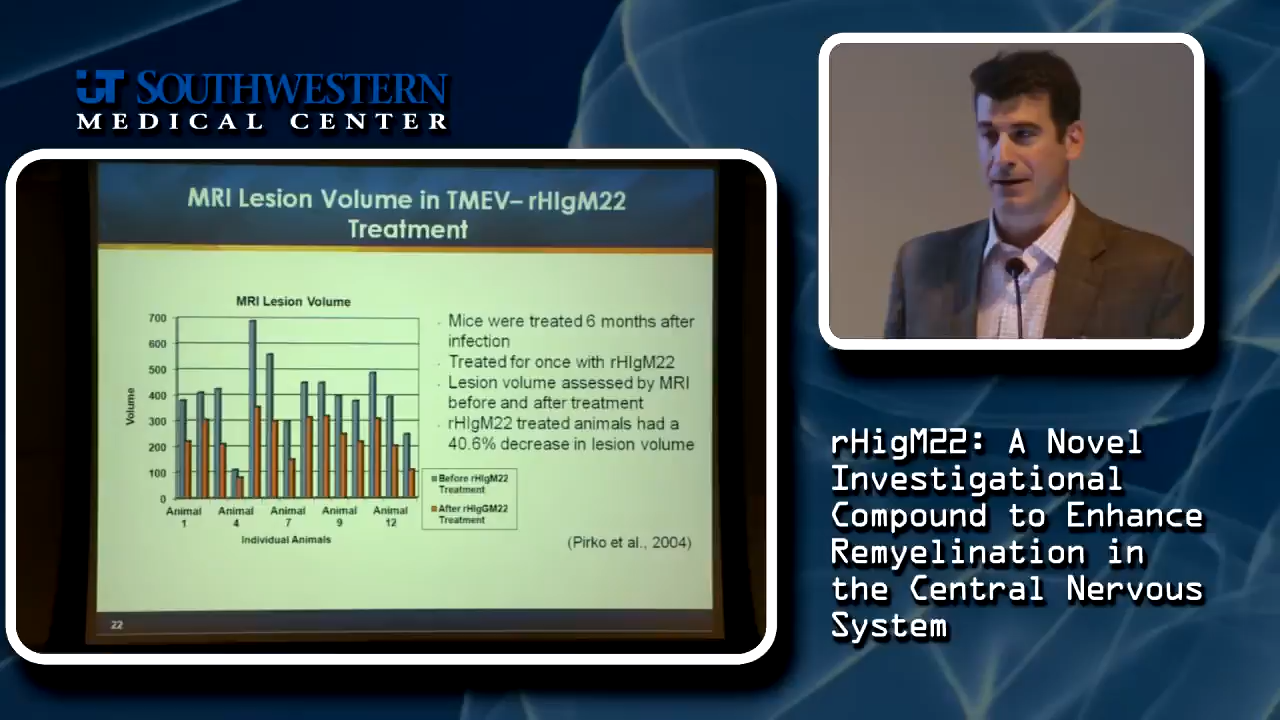 UT SOUTHWESTERN
MEDICAL CENTER
MRI Lesion Volume in TMEV– rHIgM22
Treatment
MRI Lesion Volume
700
600
500
400
300
200
100
0
Volume
Animal Animal Animal Animal Animal
1 4 7 9 12
Individual Animals
Before rHIgM22
Treatment
After rHIgGM22
Treatment
Mice were treated 6 months after
infection
Treated for once with rHIgM22
Lesion volume assessed by MRI
before and after treatment
rHIgM22 treated animals had a
40.6% decrease in lesion volume
(Pirko et al., 2004)
22
rHigM22: A Novel
Investigational
Compound to Enhance
Remyelination in
the Central Nervous
System